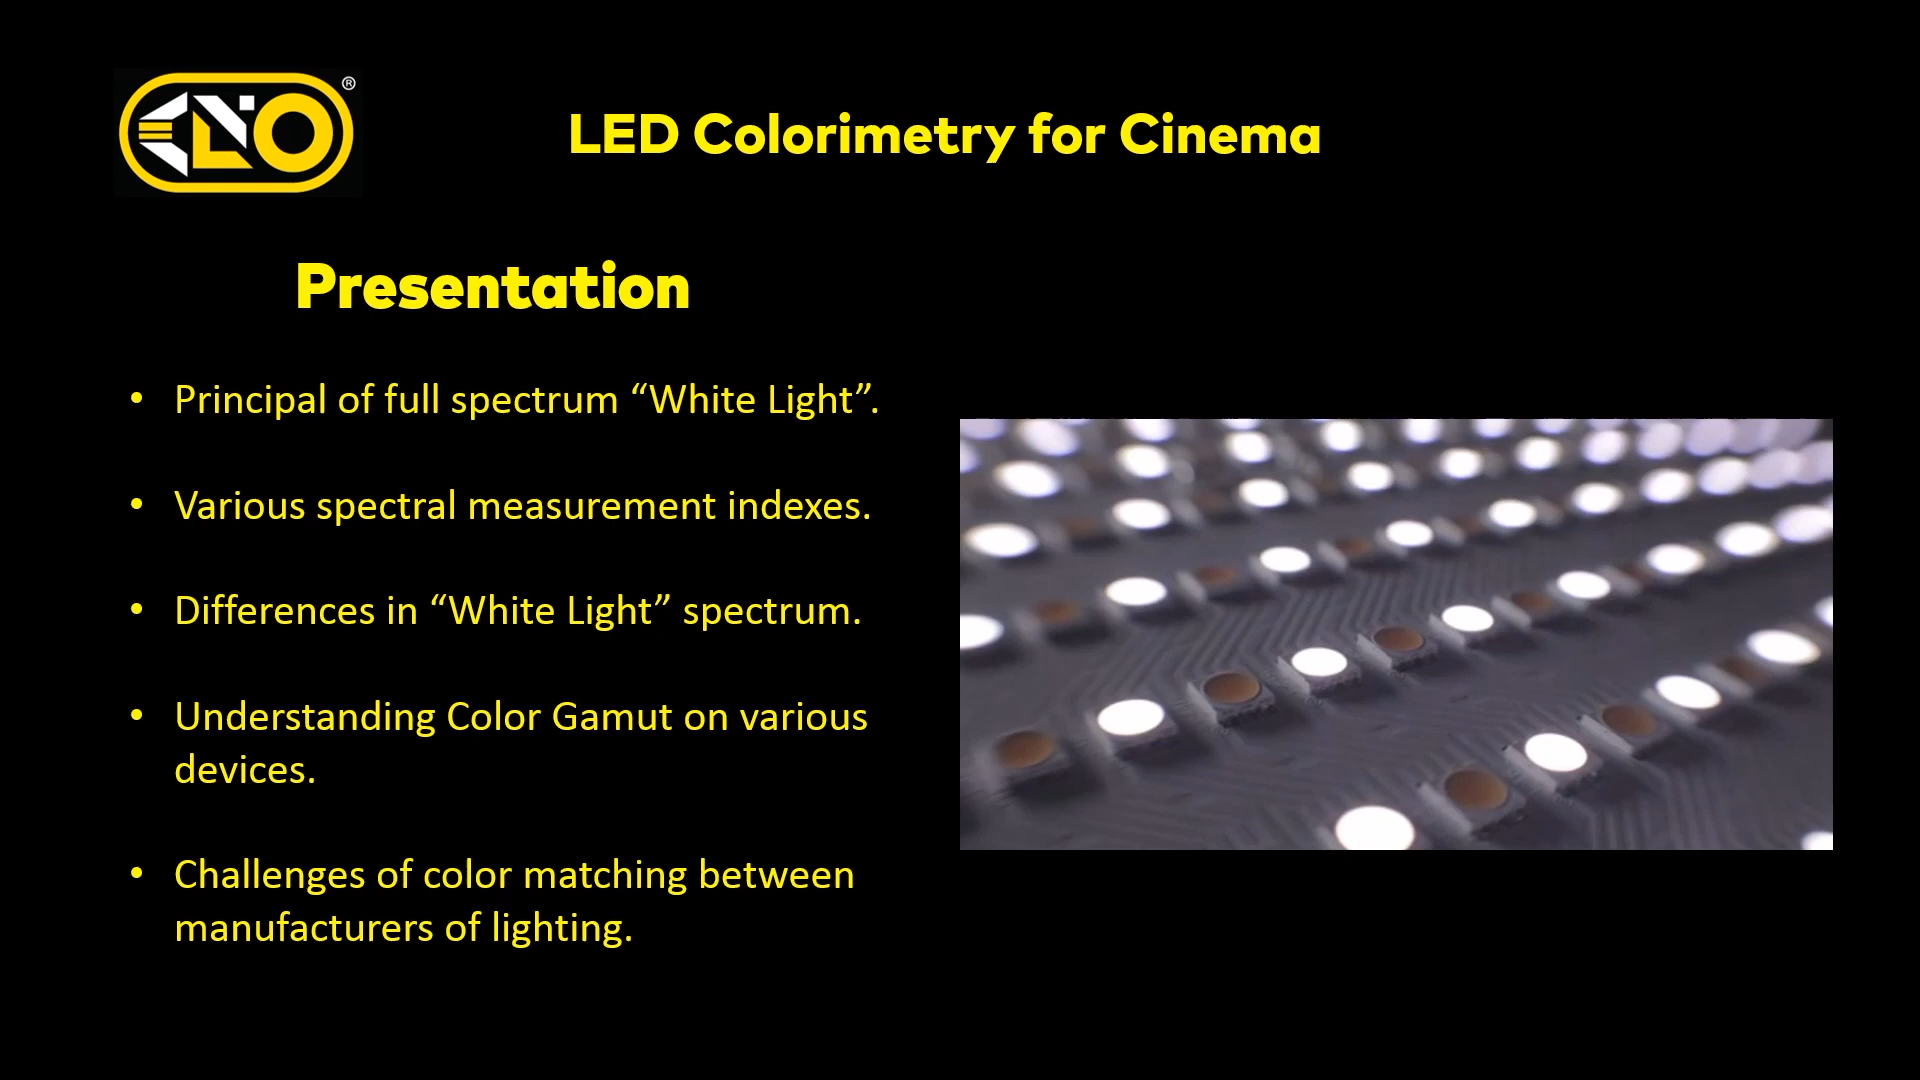 KINO
®
LED Colorimetry for Cinema
Presentation
• Principal of full spectrum “White Light”.
• Various spectral measurement indexes.
• Differences in “White Light” spectrum.
• Understanding Color Gamut on various
devices.
• Challenges of color matching between
manufacturers of lighting.